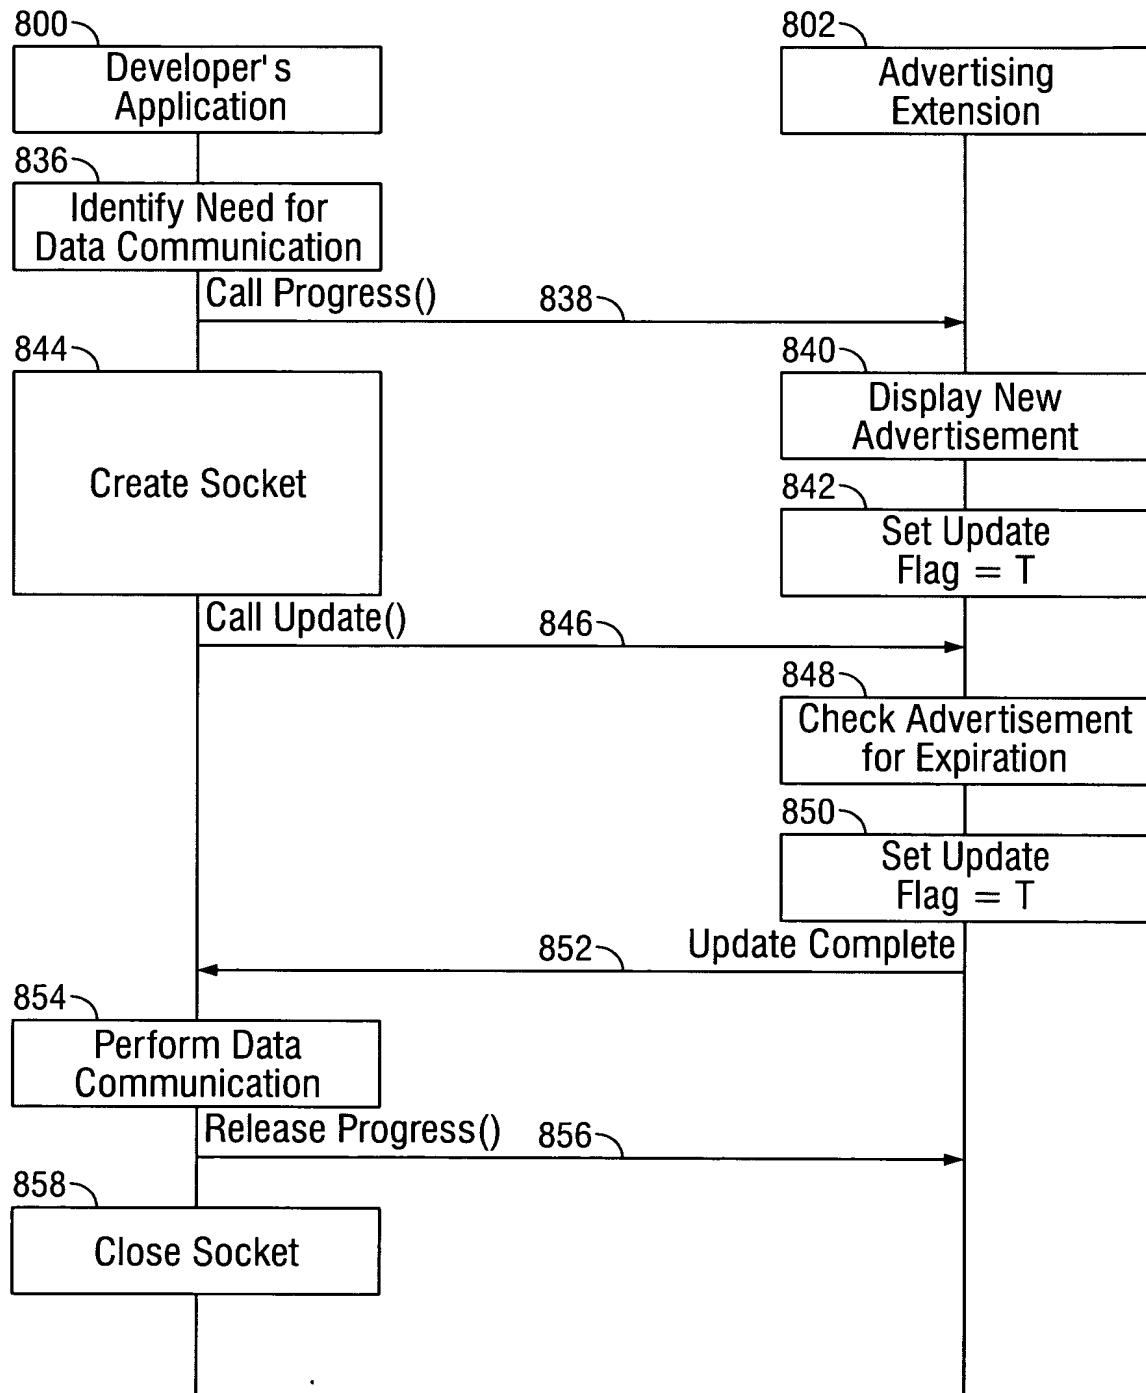 800
Developer's
Application
802
Advertising
Extension
836
Identify Need for
Data Communication
Call Progress()
838
844
Create Socket
840
Display New
Advertisement
842
Set Update
Flag = T
Call Update()
846
848
Check Advertisement
for Expiration
850
Set Update
Flag = T
852
Update Complete
854
Perform Data
Communication
Release Progress()
856
858
Close Socket